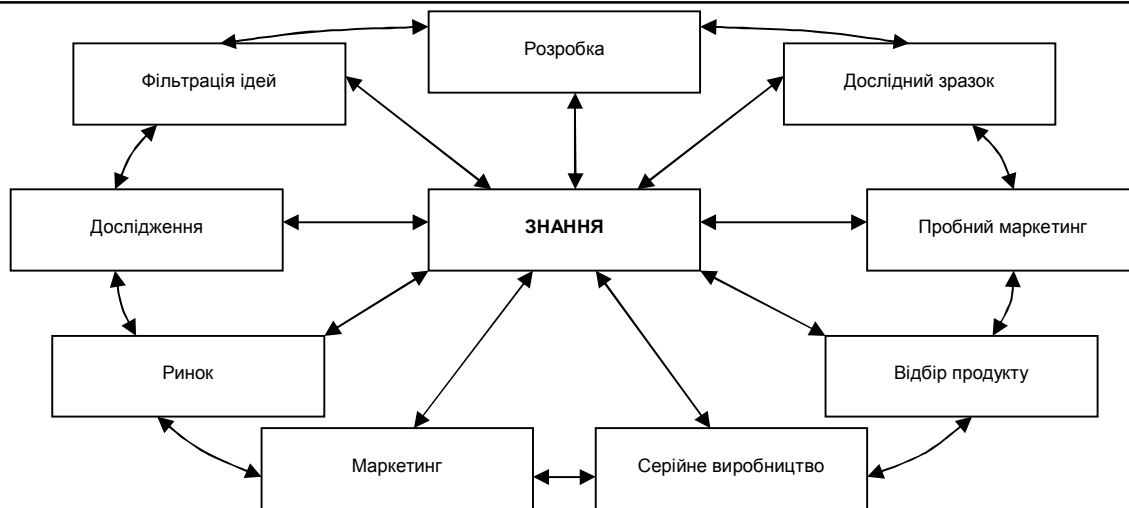 Розробка
Фільтрація ідей
Дослідний зразок
Дослідження
ЗНАННЯ
Пробний маркетинг
Ринок
Відбір продукту
Маркетинг
Серійне виробництво